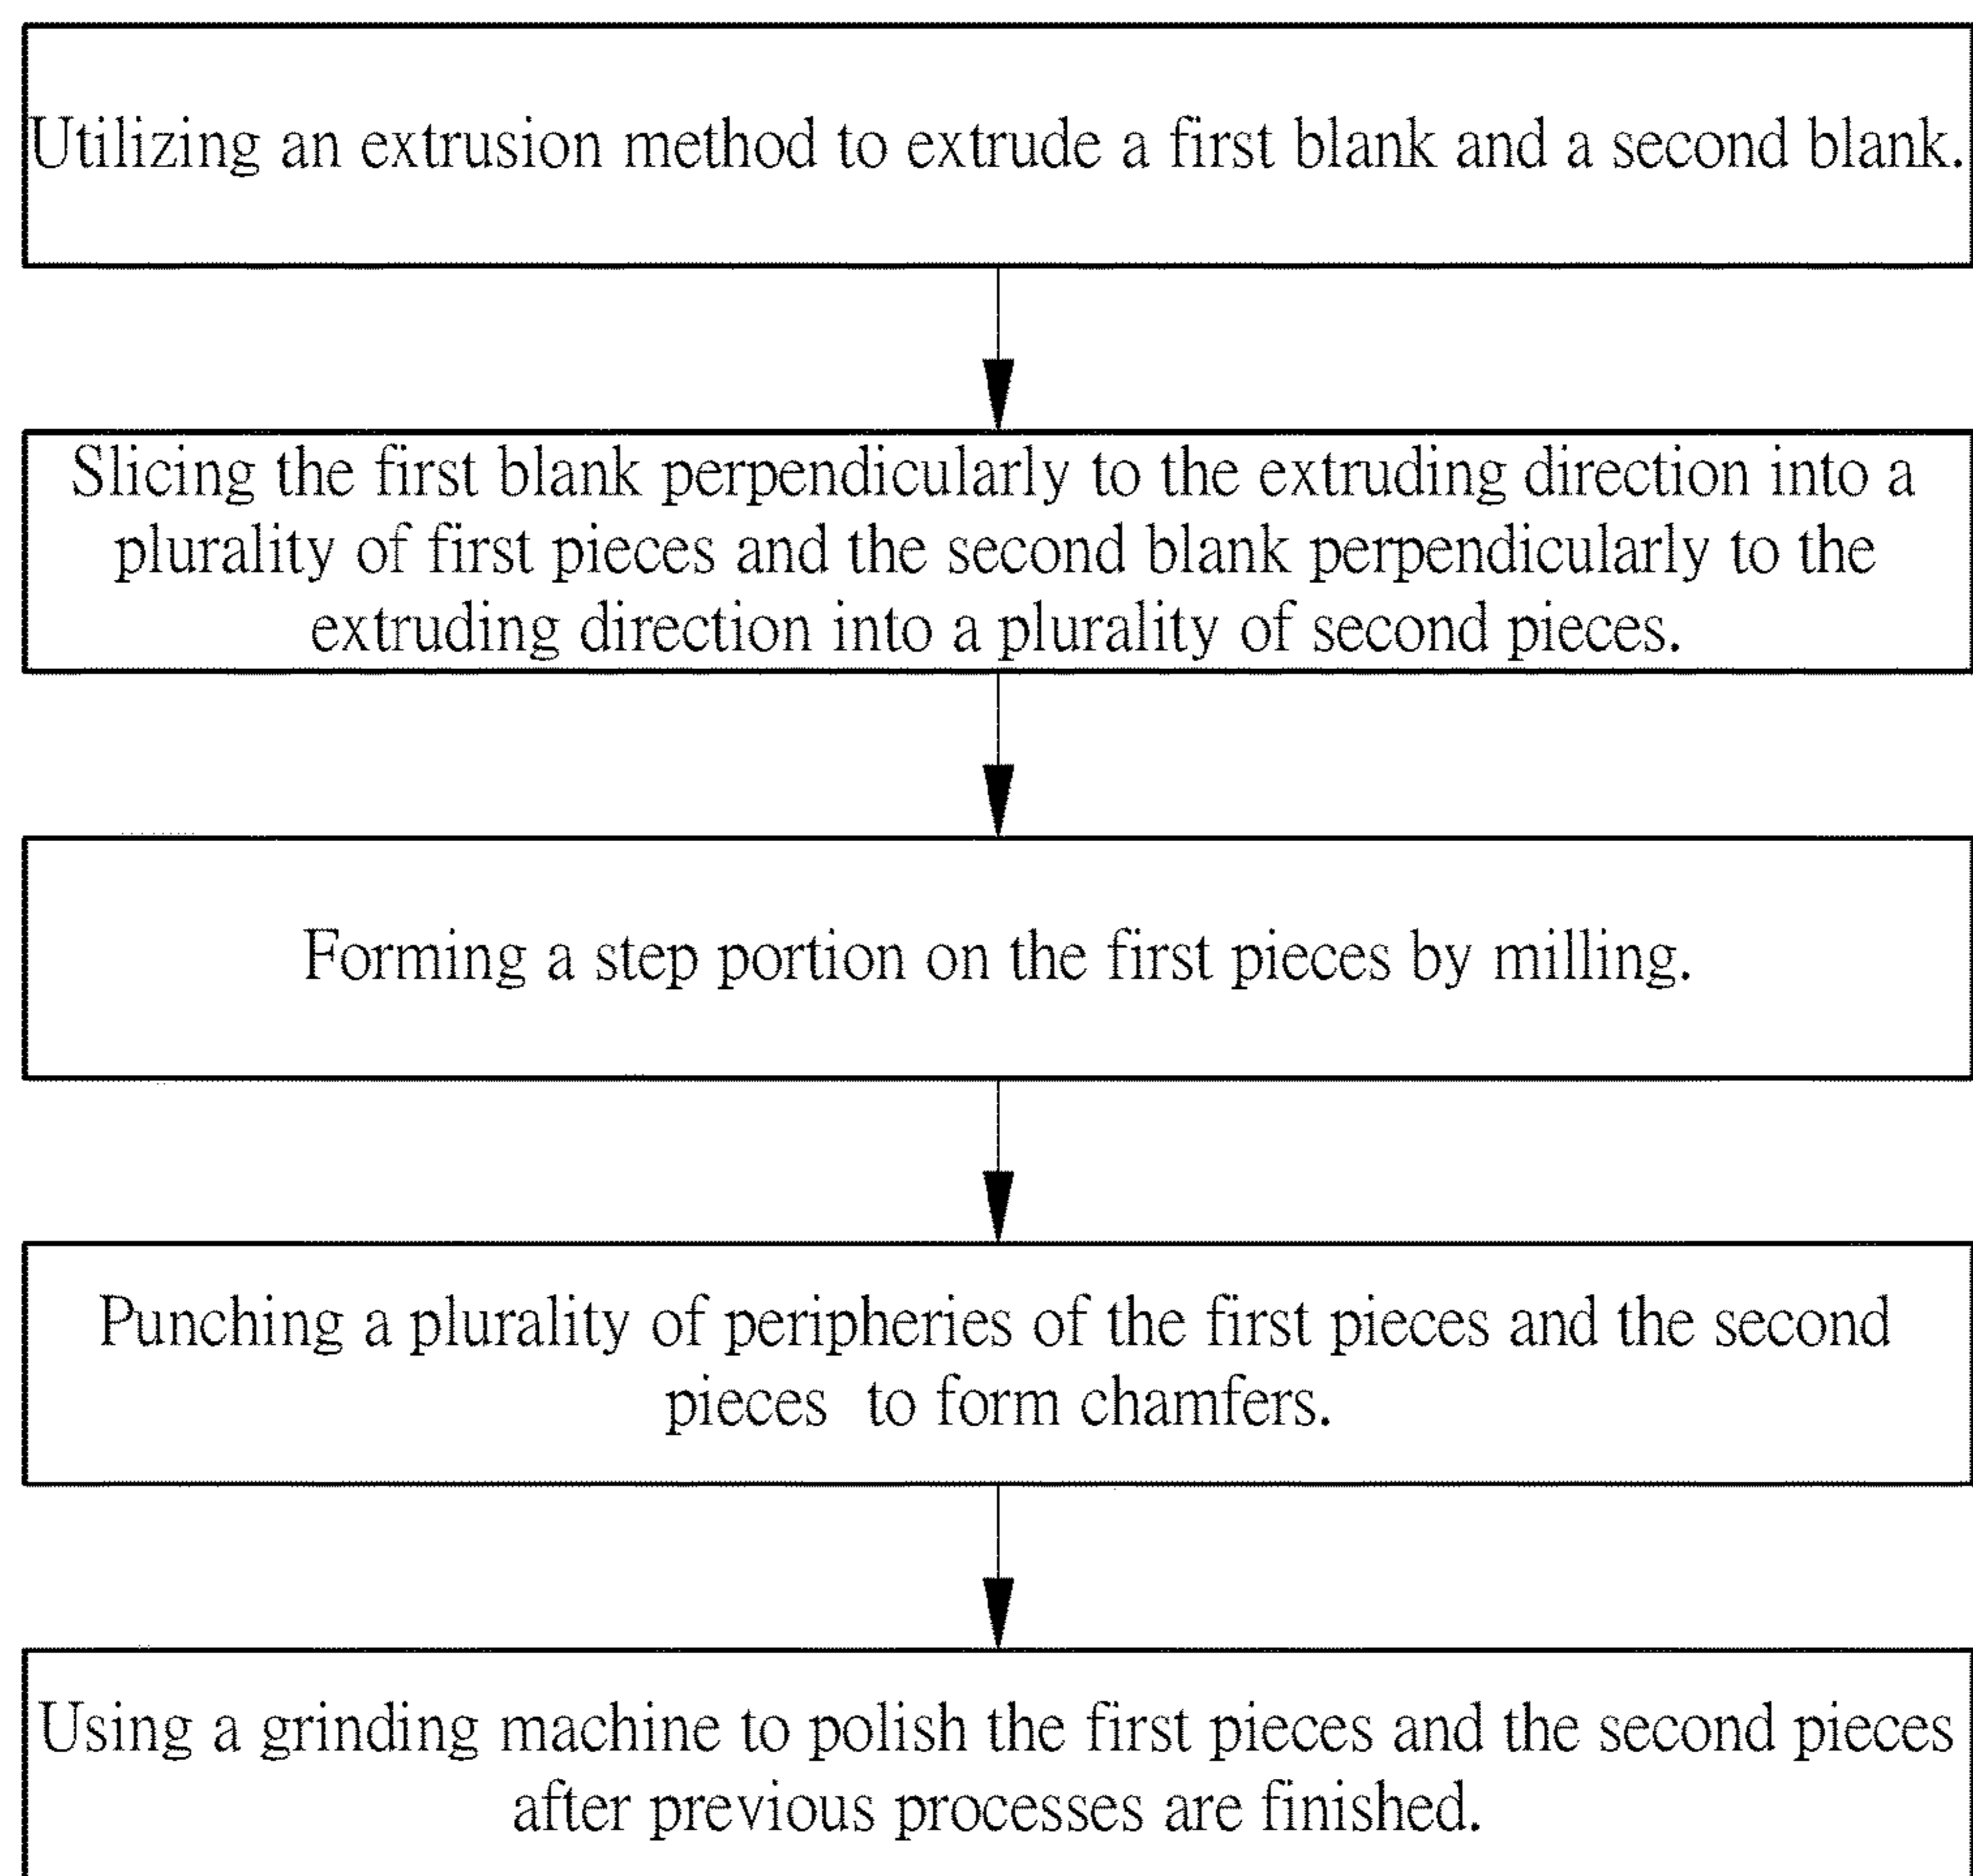 Utilizing an extrusion method to extrude a first blank and a second blank.
Slicing the first blank perpendicularly to the extruding direction into a
plurality of first pieces and the second blank perpendicularly to the
extruding direction into a plurality of second pieces.
Forming a step portion on the first pieces by milling.
Punching a plurality of peripheries of the first pieces and the second
pieces  to form chamfers.
Using a grinding machine to polish the first pieces and the second pieces
after previous processes are finished.